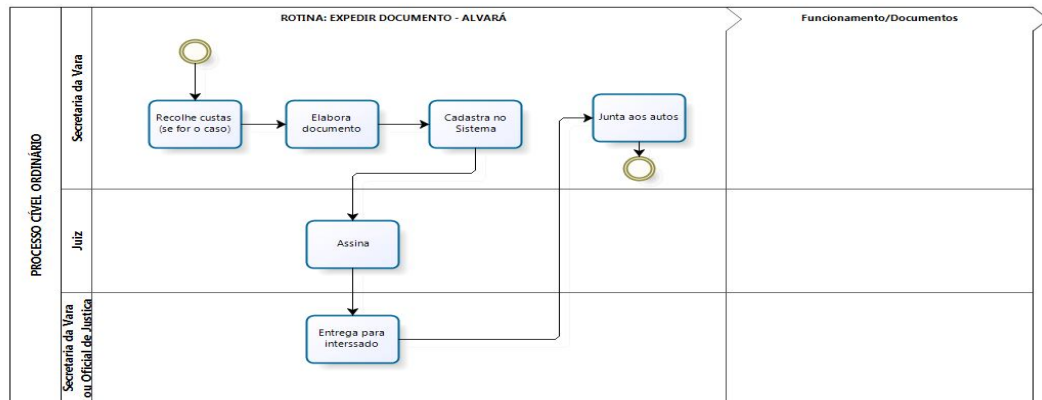 ROTINA: EXPEDIR DOCUMENTO - ALVARÁ
Funcionamento/Documentos
PROCESSO CÍVEL ORDINÁRIO
Secretaria da Vara
Recolhe custas
(se for o caso)
Elabora
documento
Cadastra no
Sistema
Junta aos autos
Juiz
Assina
Secretaria da Vara
ou Oficial de Justica
Entrega para
interssado